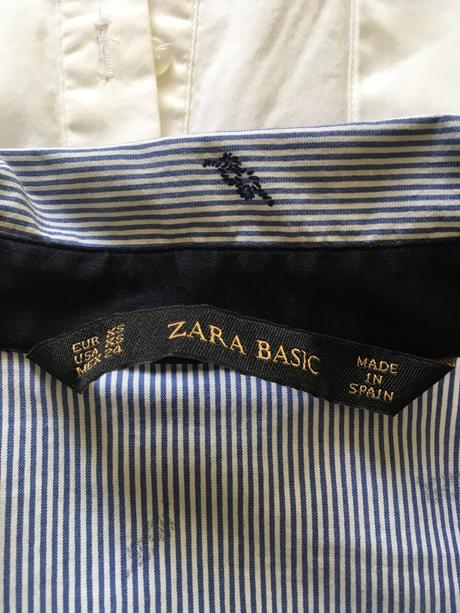 EUR XS
USA XS
MEX 24
ZARA BASIC
MADE
IN
SPAIN